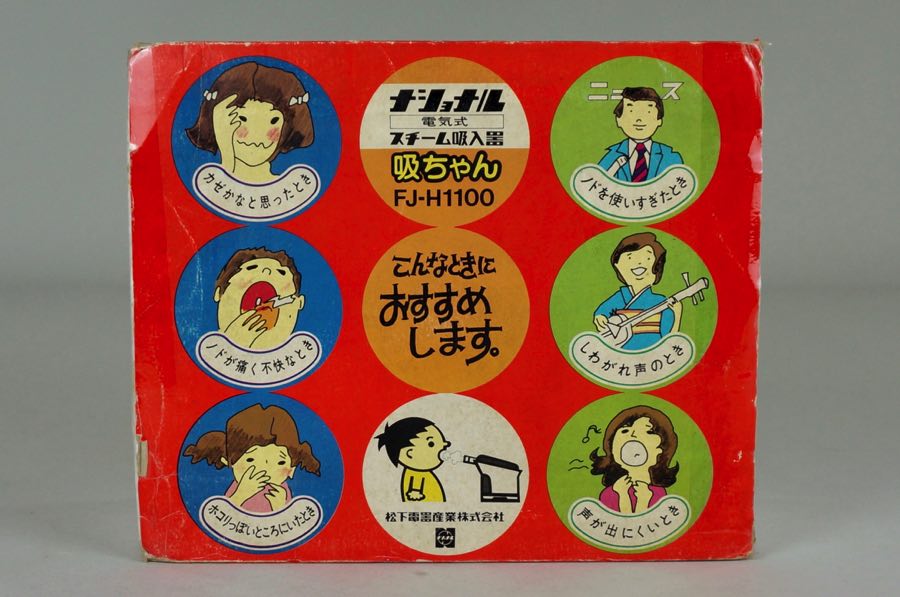 カゼかなと思ったとき
ナショナル
電気式
スチーム吸入器
吸ちゃん
FJ-H1100
ニュース
ノドを使いすぎたとき
ノドが痛く不快なとき
こんなときに
おすすめ
します。
しわがれ声のとき
ホコリっぽいところにいたとき
松下電器産業株式会社
ナショナル
声が出にくいとき